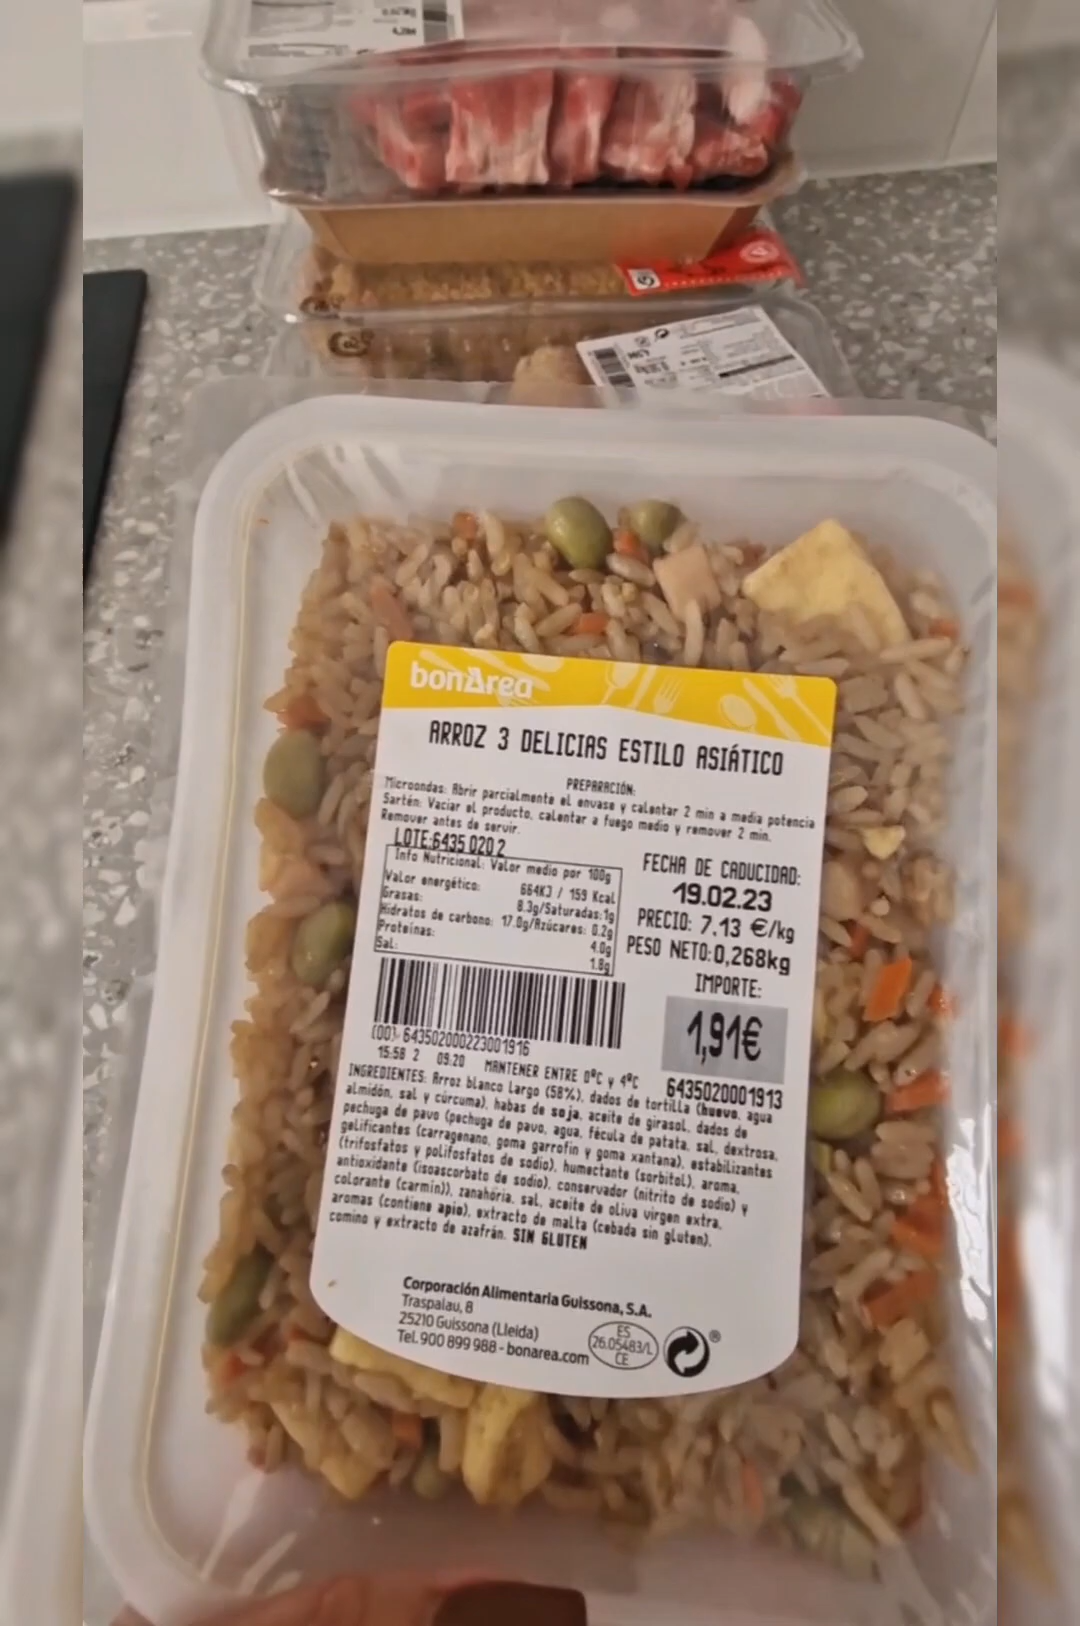 bonÀrea
ARROZ 3 DELICIAS ESTILO ASIÁTICO
PREPARACIÓN:
Microondas: Abrir parcialmente el envase y calentar 2 min a media potencia
Sartén: Vaciar el producto, calentar a fuego medio y remover 2 min.
Remover antes de servir.
LOTE:6435 020 2
Info Nutricional: Valor medio por 100g
Valor energético: 664KJ / 159 Kcal
Grasas: 8.3g/Saturadas:1g
Hidratos de carbono: 17.0g/Azúcares: 0.2g
Proteínas: 4.0g
Sal: 1.8g
FECHA DE CADUCIDAD:
19.02.23
PRECIO: 7.13 €/kg
PESO NETO:0,268kg
IMPORTE:
1,91€
(00) 643502000223001916
15:58 2 09:20 MANTENER ENTRE 0ºC y 4ºC
6435020001913
INGREDIENTES: Arroz blanco largo (58%), dados de tortilla (huevo, agua
almidón, sal y cúrcuma), habas de soja, aceite de girasol, dados de
pechuga de pavo (pechuga de pavo, agua, fécula de patata, sal, dextrosa,
gelificantes (carragenano, goma garrofín y goma xantana), estabilizantes
(trifosfatos y polifosfatos de sodio), humectante (sorbitol), aroma,
antioxidante (isoascorbato de sodio), conservador (nitrito de sodio) y
colorante (carmín)), zanahoria, sal, aceite de oliva virgen extra,
aromas (contiene apio), extracto de malta (cebada sin gluten),
comino y extracto de azafrán. SIN GLUTEN
Corporación Alimentaria Guissona, S.A.
Traspalau, 8
25210 Guissona (Lleida)
Tel. 900 899 988 - bonarea.com
ES
26.05483/L
CE
®